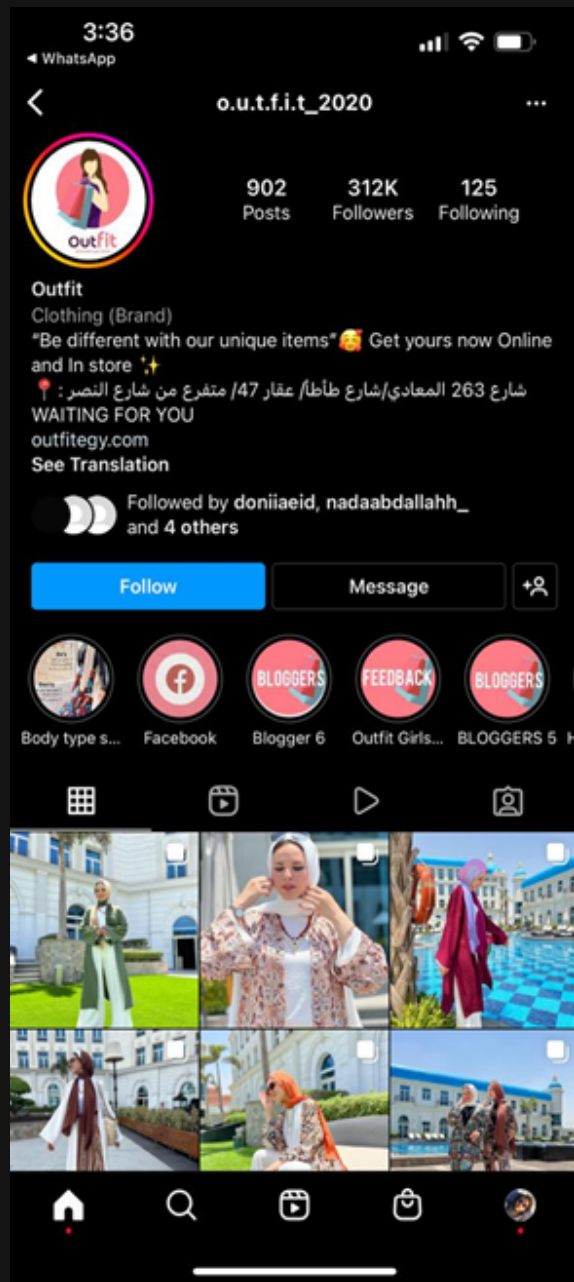 3:36
◀ WhatsApp
o.u.t.f.i.t_2020
902 312K 125
Posts Followers Following
outfit
Outfit
Clothing (Brand)
“Be different with our unique items”🥰 Get yours now Online
and In store ✨
📍 : شارع 263 المعادي/شارع طأطأ/ عقار 47/ متفرع من شارع النصر
WAITING FOR YOU
outfitegy.com
See Translation
Followed by doniiaeid, nadaabdallahh_
and 4 others
Follow Message
BLOGGERS FEEDBACK BLOGGERS
Body type s... Facebook Blogger 6 Outfit Girls... BLOGGERS 5 H